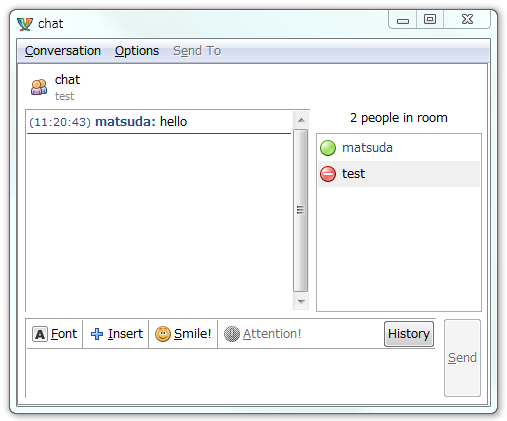 chat
Conversation Options Send To
chat
test
2 people in room
(11:20:43) matsuda: hello
matsuda
test
Font Insert Smile! Attention! History
Send